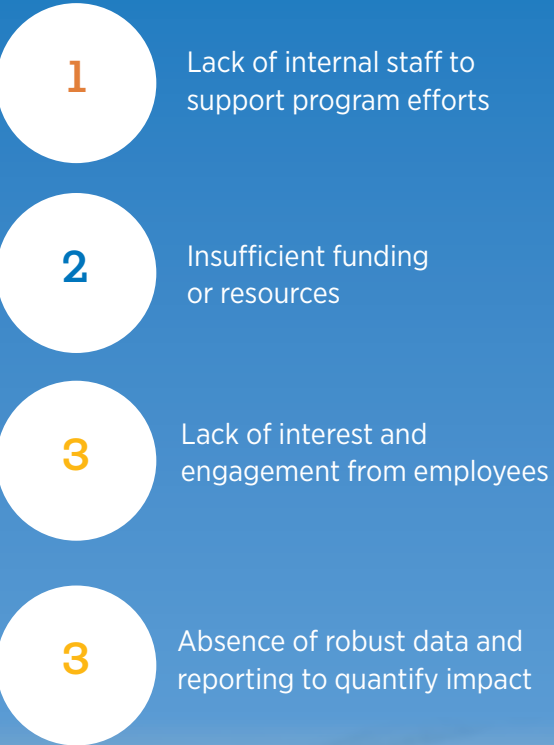 1
Lack of internal staff to
support program efforts
2
Insufficient funding
or resources
3
Lack of interest and
engagement from employees
3
Absence of robust data and
reporting to quantify impact